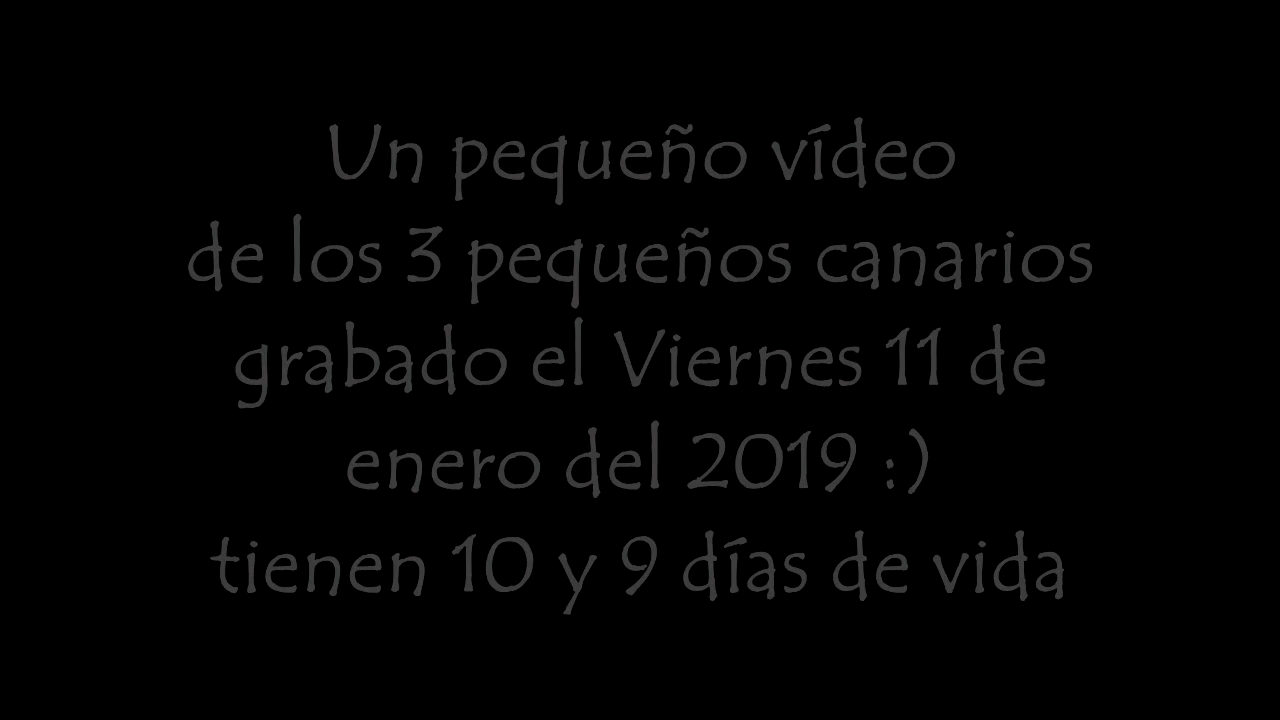 Un pequeño vídeo
de los 3 pequeños canarios
grabado el Viernes 11 de
enero del 2019 :)
tienen 10 y 9 días de vida